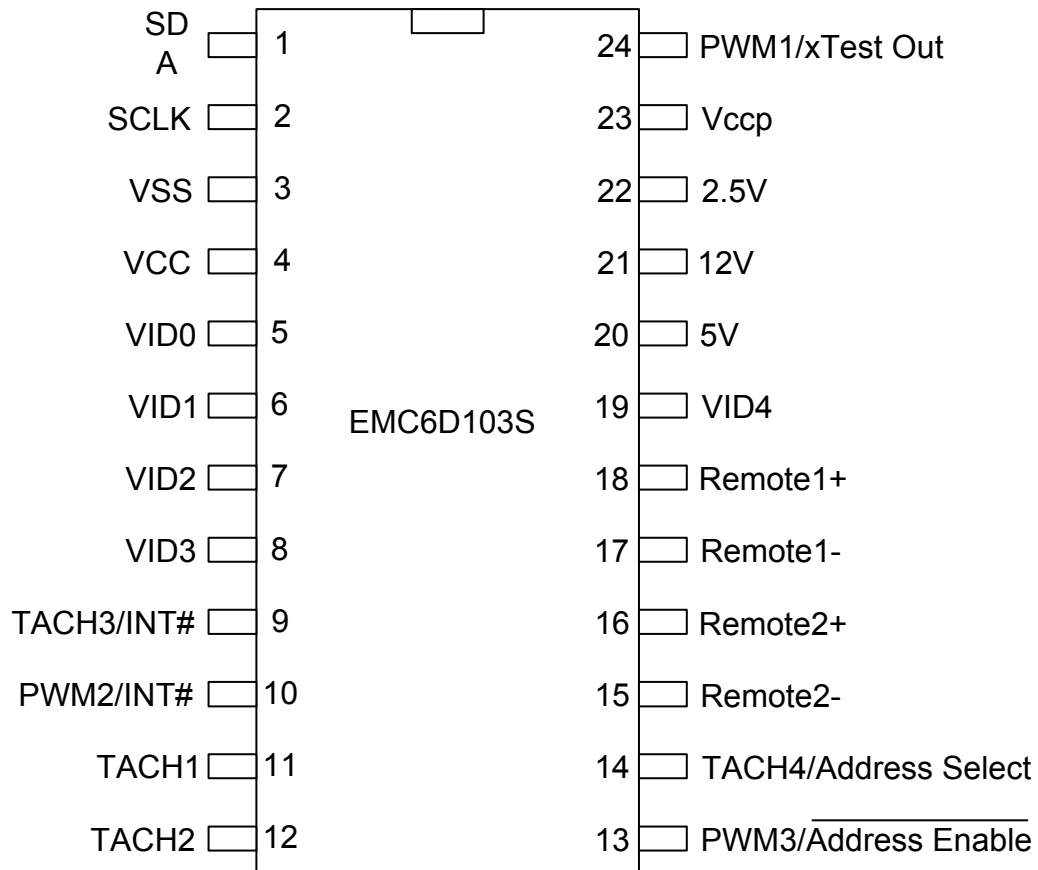 SD
A
1
24
PWM1/xTest Out
SCLK
2
23
Vccp
VSS
3
22
2.5V
VCC
4
21
12V
VID0
5
20
5V
VID1
6
EMC6D103S
19
VID4
VID2
7
18
Remote1+
VID3
8
17
Remote1-
TACH3/INT#
9
16
Remote2+
PWM2/INT#
10
15
Remote2-
TACH1
11
14
TACH4/Address Select
TACH2
12
13
PWM3/Address Enable